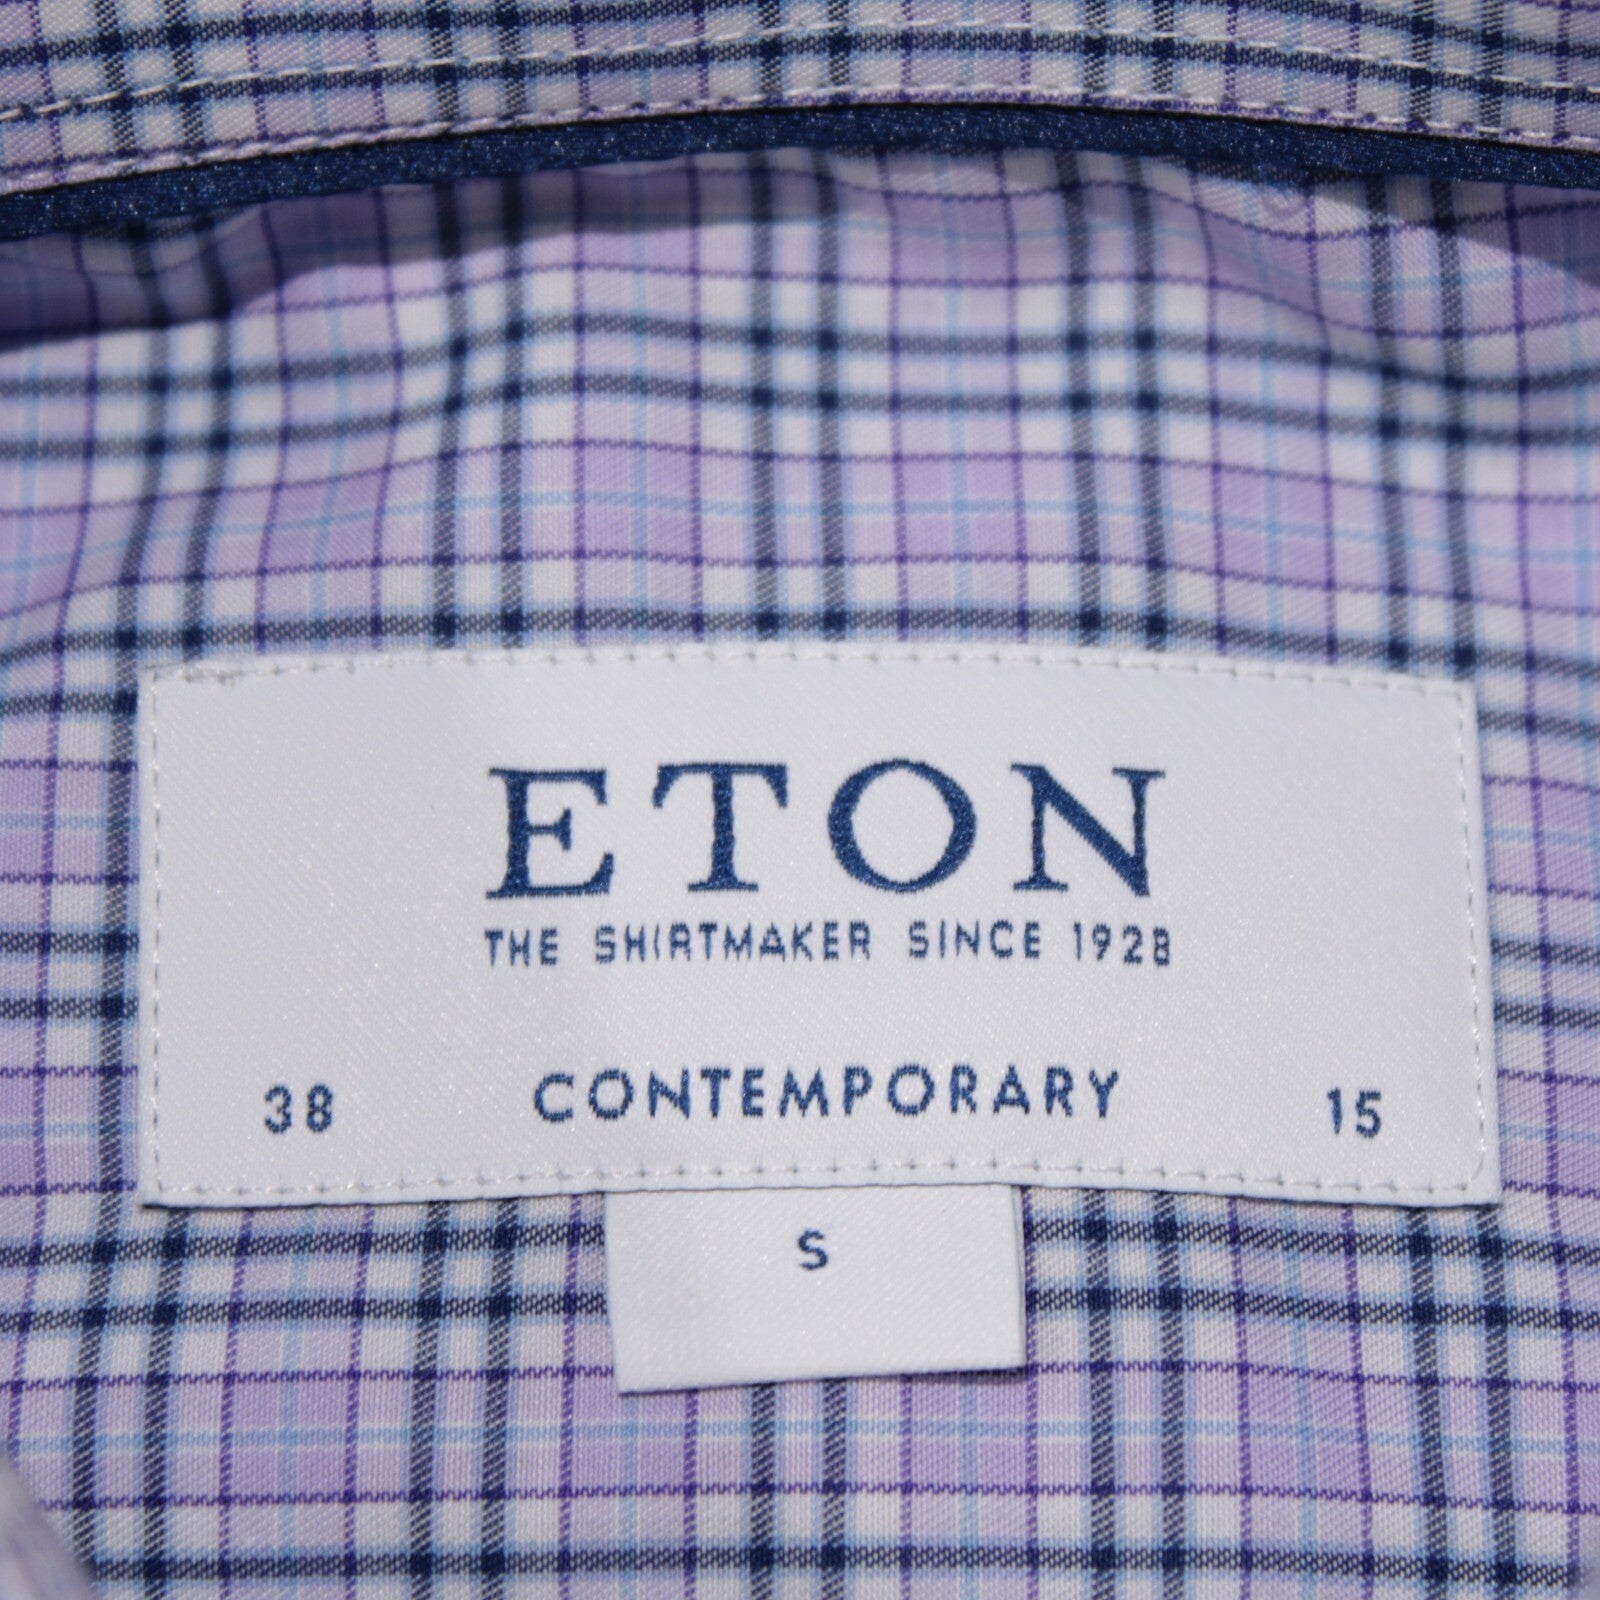 ETON
THE SHIRTMAKER SINCE 1928
38 CONTEMPORARY 15
S